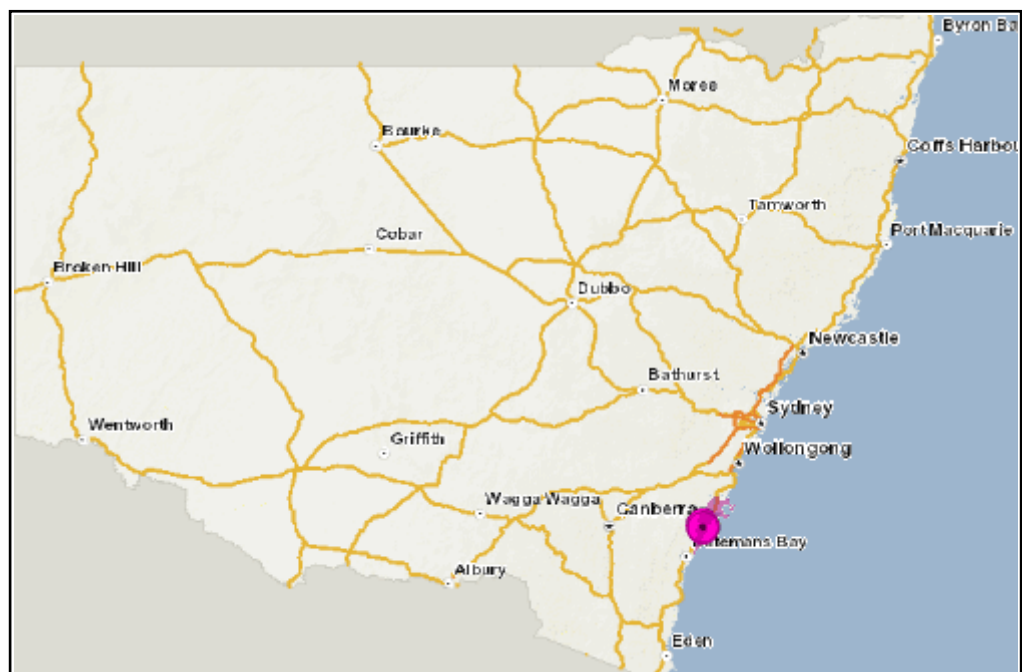 Byron Ba
Moree
Bourke
Coffs Harbou
Tamworth
Cobar
Port Macquarie
Broken Hill
Dubbo
Newcastle
Bathurst
Sydney
Wentworth
Griffith
Wollongong
Wagga Wagga
Canberra
temans Bay
Albury
Eden